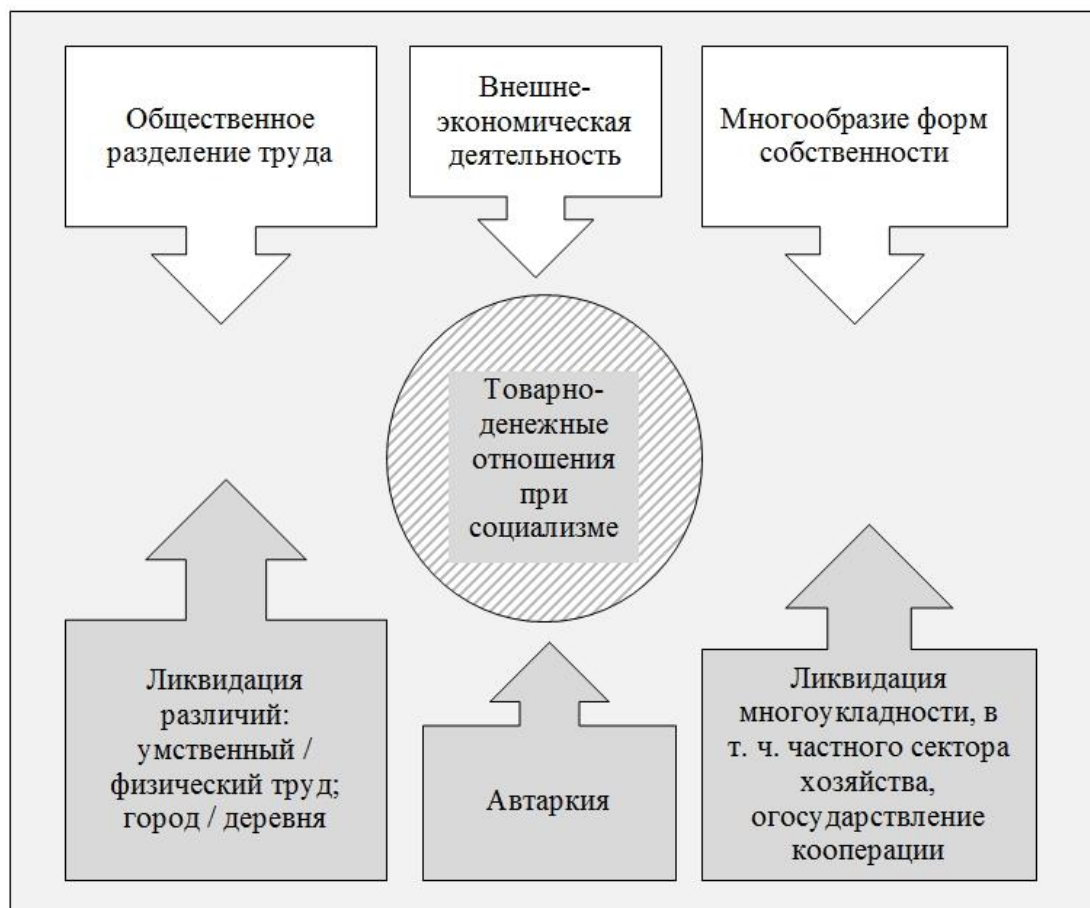 Общественное
разделение труда
Внешне-
экономическая
деятельность
Многообразие форм
собственности
Товарно-
денежные
отношения
при
социализме
Ликвидация
различий:
умственный /
физический труд;
город / деревня
Автаркия
Ликвидация
многоукладности, в
т. ч. частного сектора
хозяйства,
огосударствление
кооперации